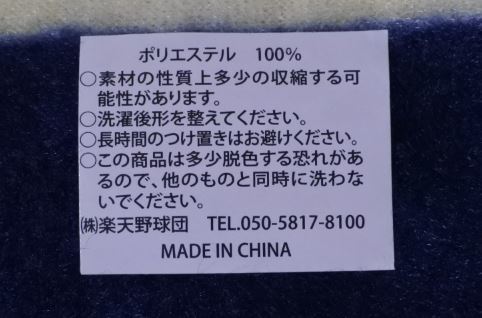 ポリエステル 100%
○素材の性質上多少の収縮する可
能性があります。
○洗濯後形を整えてください。
○長時間のつけ置きはお避けください。
○この商品は多少脱色する恐れがあ
るので、他のものと同時に洗わな
いでください。
㈱楽天野球団 TEL.050-5817-8100
MADE IN CHINA